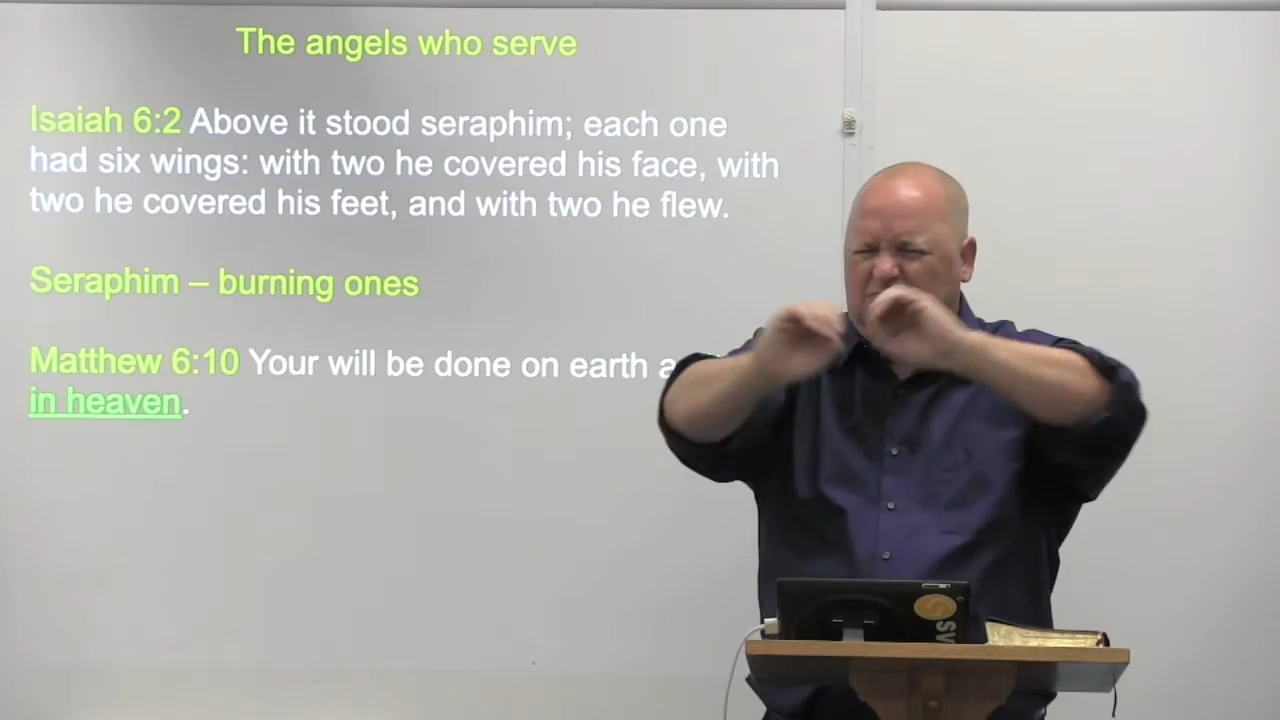 The angels who serve
Isaiah 6:2 Above it stood seraphim; each one
had six wings: with two he covered his face, with
two he covered his feet, and with two he flew.
Seraphim – burning ones
Matthew 6:10 Your will be done on earth a
in heaven.
SV